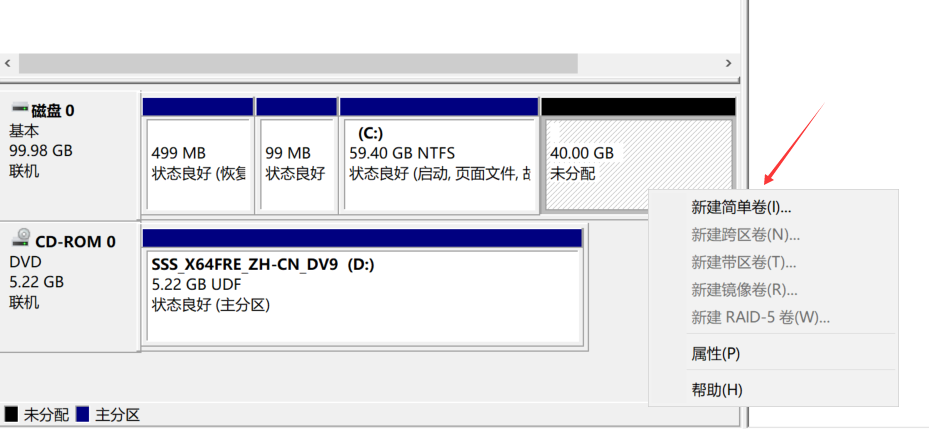 磁盘 0
基本
99.98 GB
联机
499 MB
状态良好 (恢复
99 MB
状态良好
(C:)
59.40 GB NTFS
状态良好 (启动, 页面文件, 故
40.00 GB
未分配
CD-ROM 0
DVD
5.22 GB
联机
SSS_X64FRE_ZH-CN_DV9 (D:)
5.22 GB UDF
状态良好 (主分区)
新建简单卷(I)...
新建跨区卷(N)...
新建带区卷(T)...
新建镜像卷(R)...
新建 RAID-5 卷(W)...
属性(P)
帮助(H)
未分配 主分区